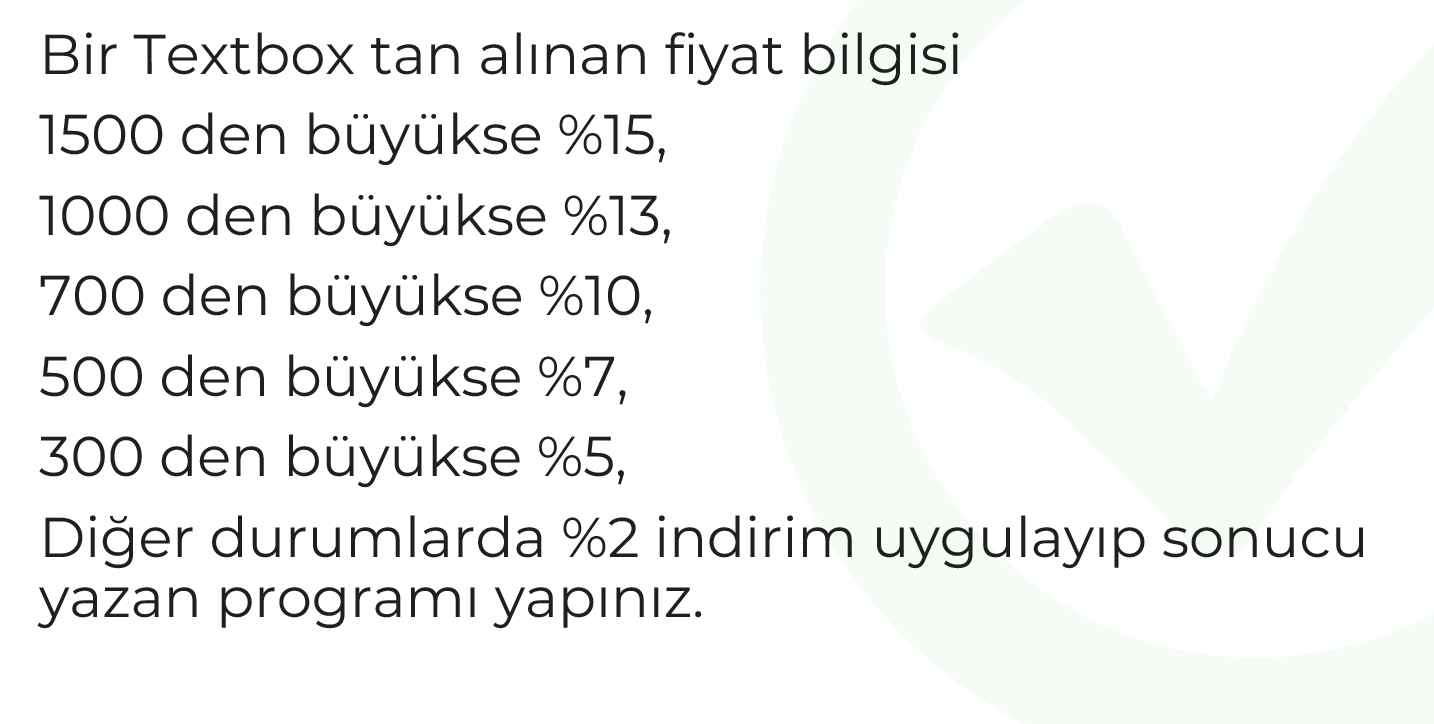 Bir Textbox tan alınan fiyat bilgisi
1500 den büyükse %15,
1000 den büyükse %13,
700 den büyükse %10,
500 den büyükse %7,
300 den büyükse %5,
Diğer durumlarda %2 indirim uygulayıp sonucu
yazan programı yapınız.